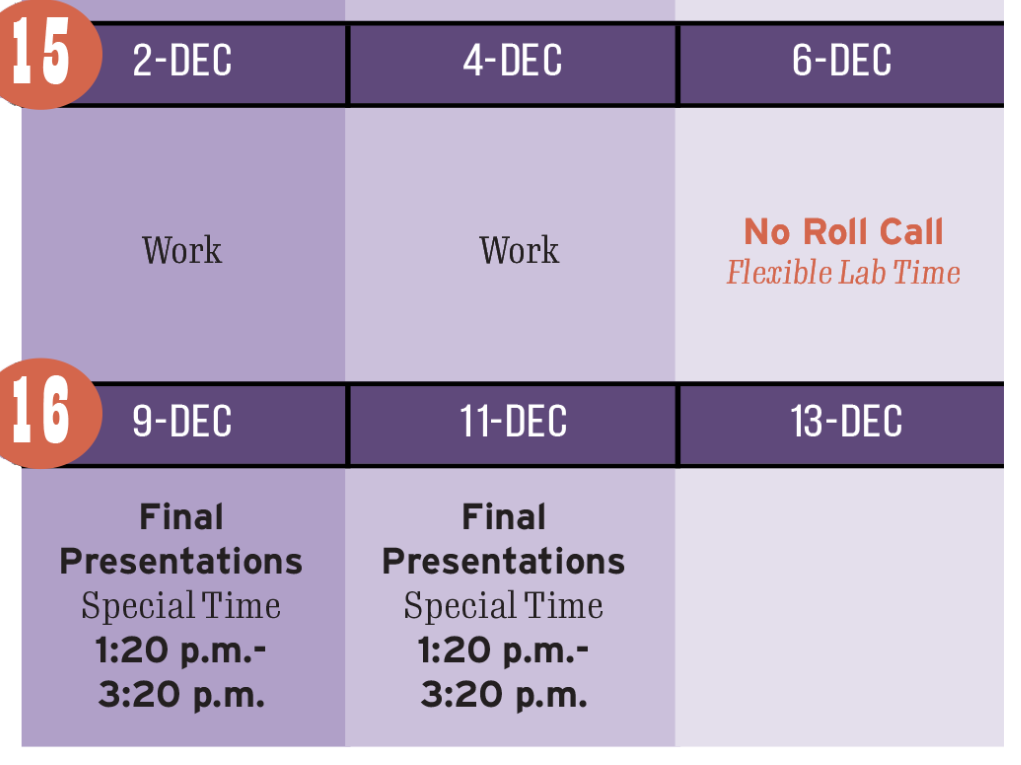 15
2-DEC
4-DEC
6-DEC
Work
Work
No Roll Call
Flexible Lab Time
16
9-DEC
11-DEC
13-DEC
Final
Presentations
Special Time
1:20 p.m.-
3:20 p.m.
Final
Presentations
Special Time
1:20 p.m.-
3:20 p.m.